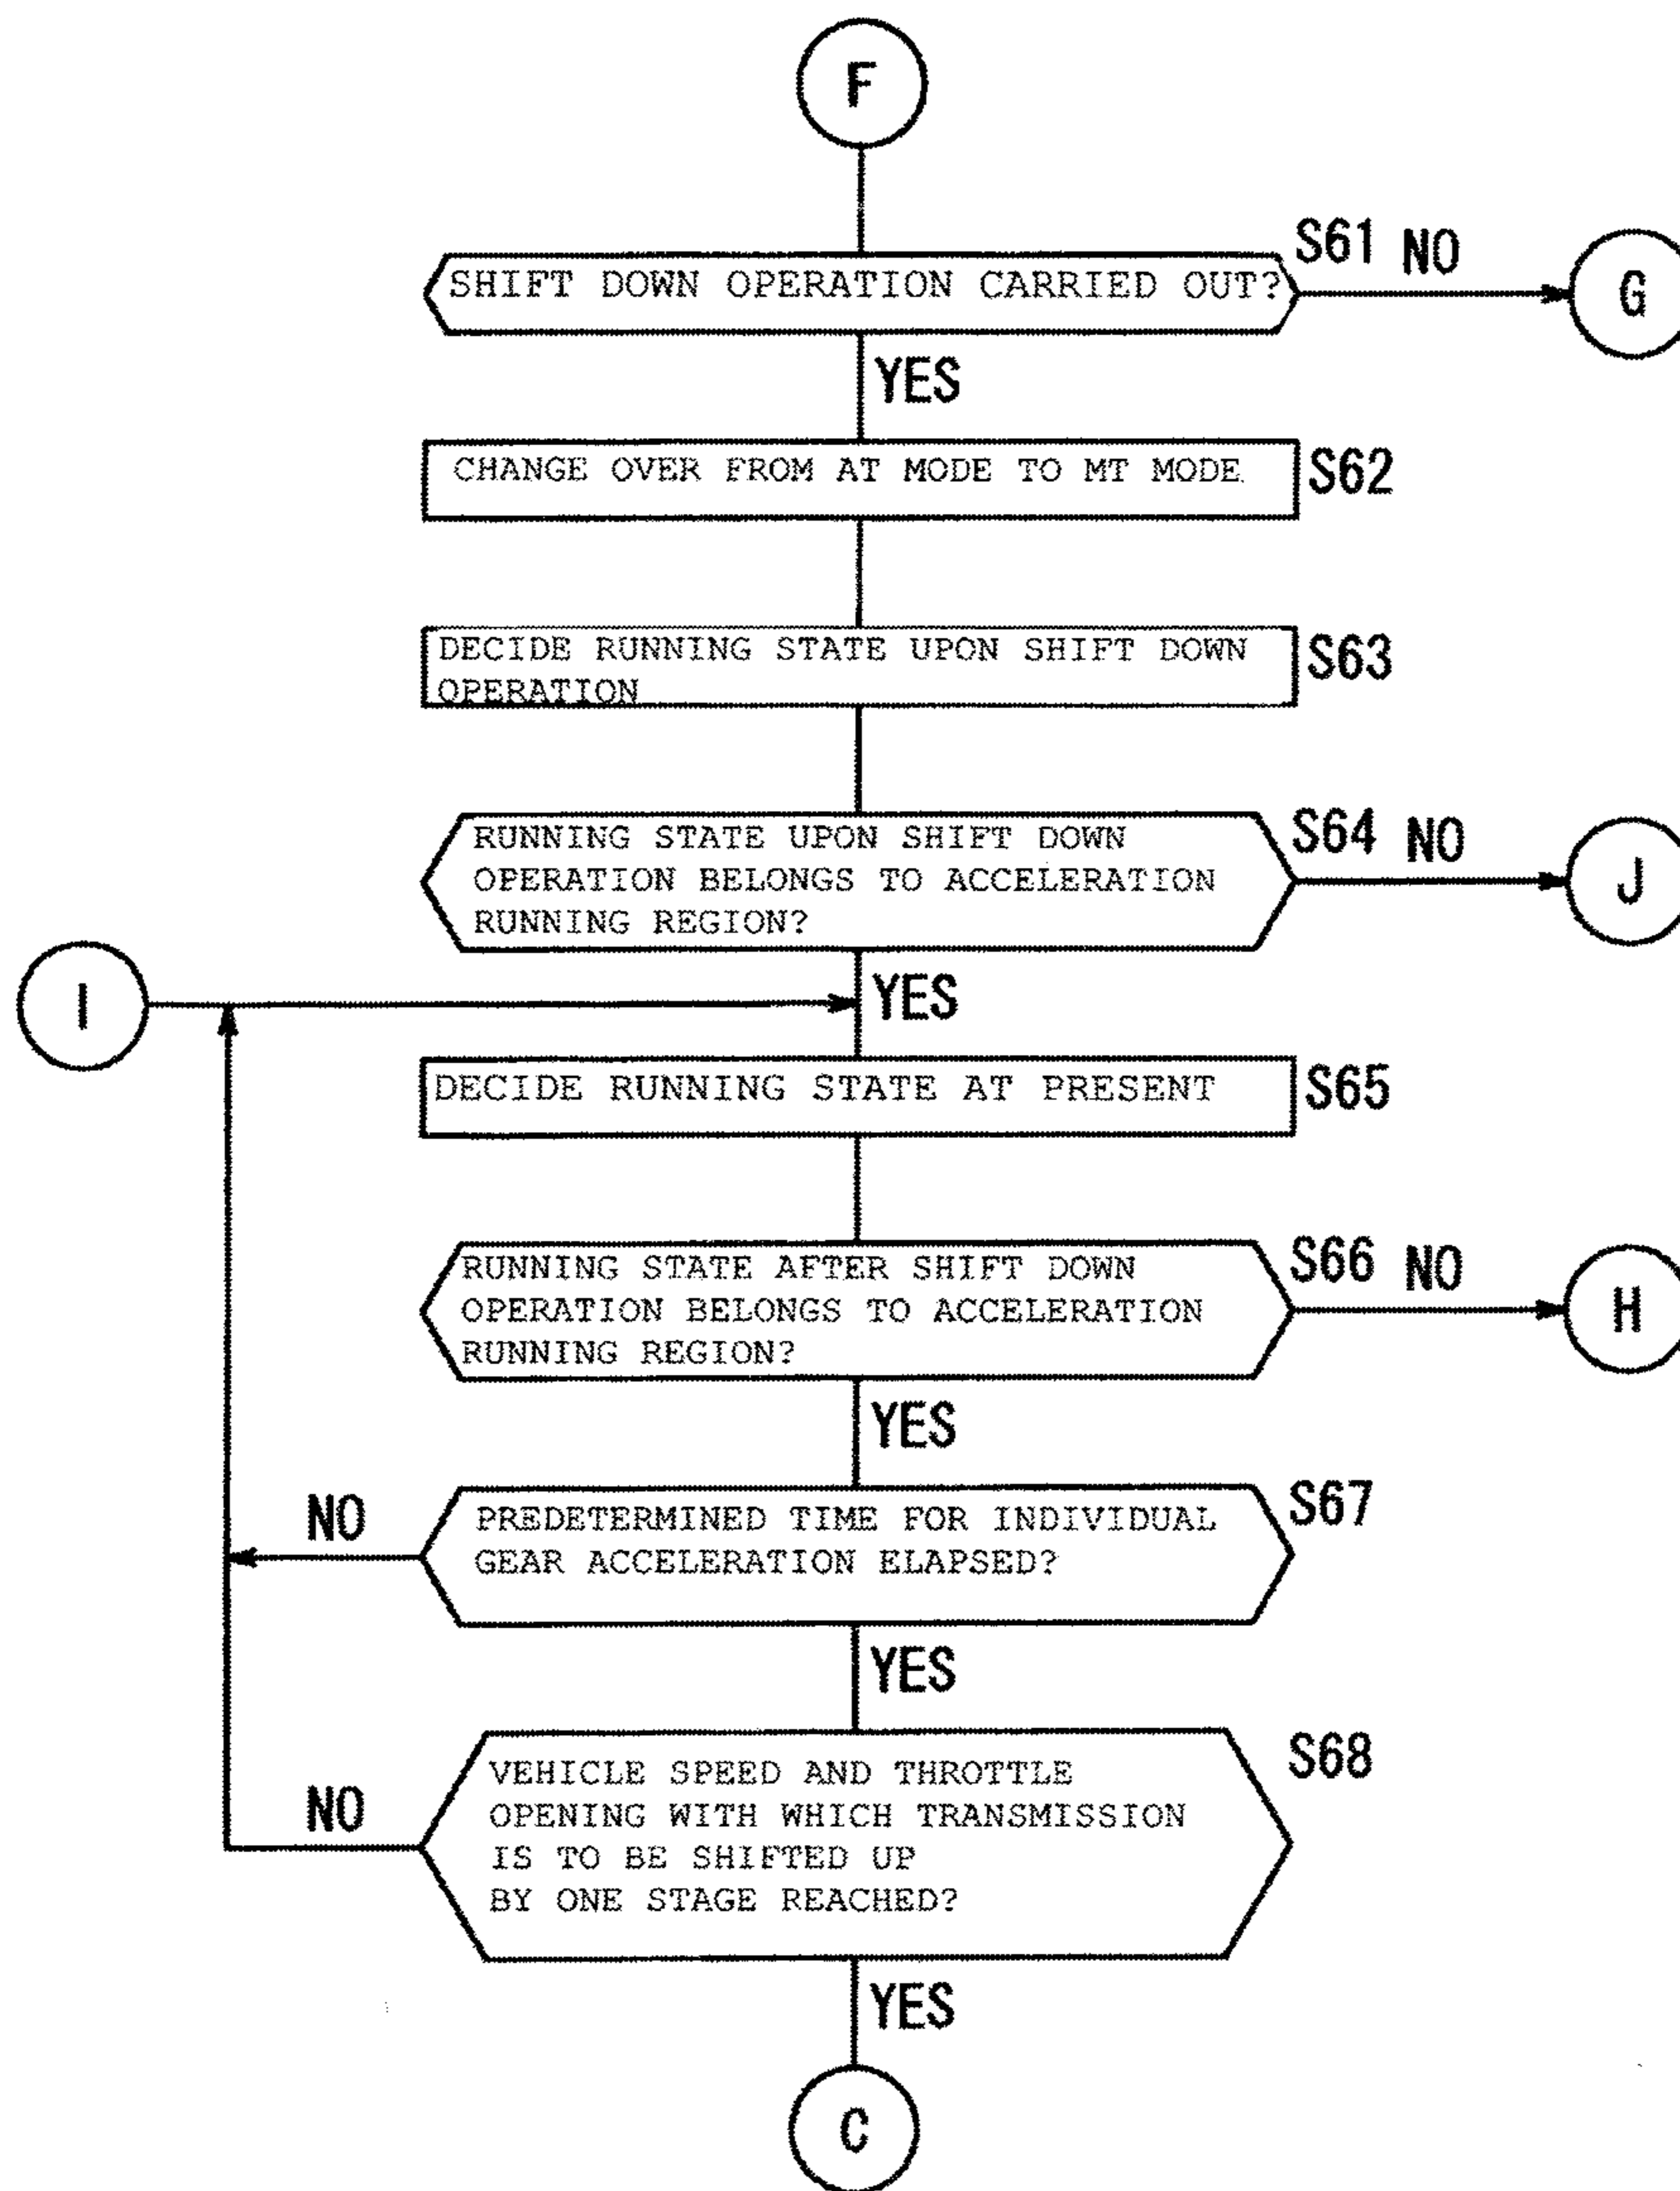 F
SHIFT DOWN OPERATION CARRIED OUT?
S61
NO
G
YES
CHANGE OVER FROM AT MODE TO MT MODE
S62
DECIDE RUNNING STATE UPON SHIFT DOWN
OPERATION
S63
RUNNING STATE UPON SHIFT DOWN
OPERATION BELONGS TO ACCELERATION
RUNNING REGION?
S64
NO
J
I
YES
DECIDE RUNNING STATE AT PRESENT
S65
RUNNING STATE AFTER SHIFT DOWN
OPERATION BELONGS TO ACCELERATION
RUNNING REGION?
S66
NO
H
YES
NO
PREDETERMINED TIME FOR INDIVIDUAL
GEAR ACCELERATION ELAPSED?
S67
YES
NO
VEHICLE SPEED AND THROTTLE
OPENING WITH WHICH TRANSMISSION
IS TO BE SHIFTED UP
BY ONE STAGE REACHED?
S68
YES
C